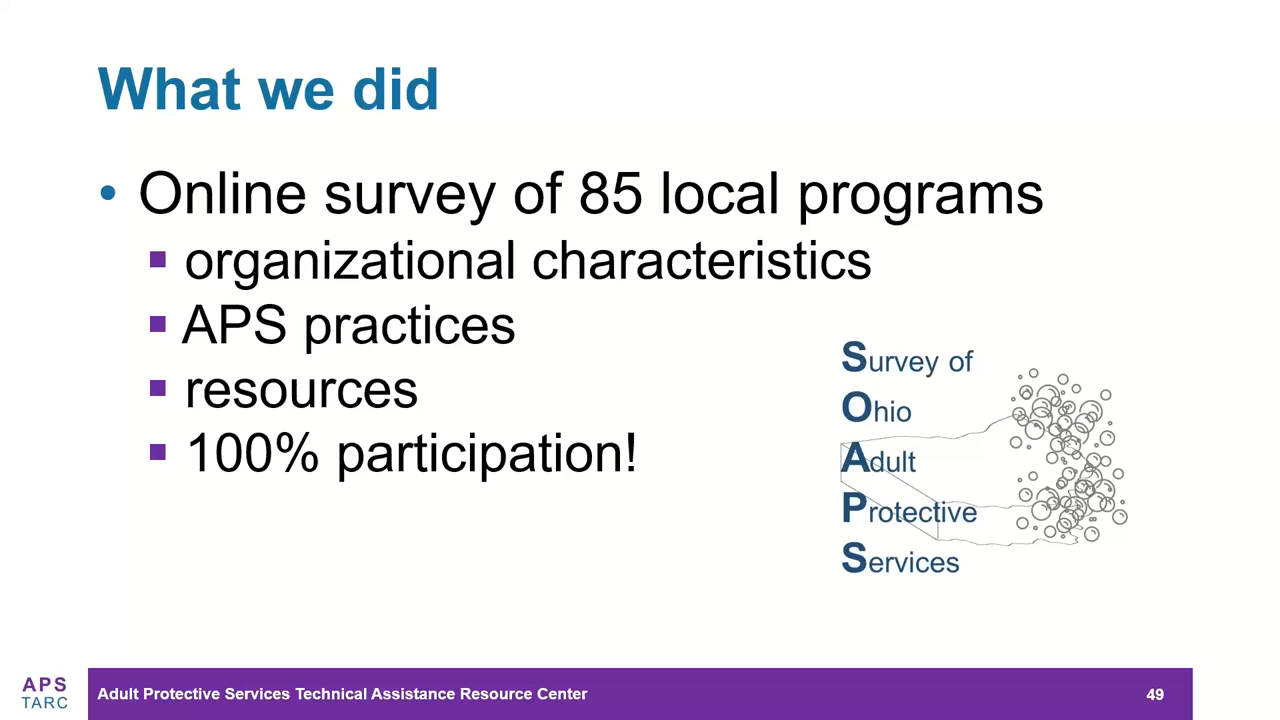 What we did
• Online survey of 85 local programs
▪ organizational characteristics
▪ APS practices
▪ resources
▪ 100% participation!
Survey of
Ohio
Adult
Protective
Services
APS
TARC
Adult Protective Services Technical Assistance Resource Center
49